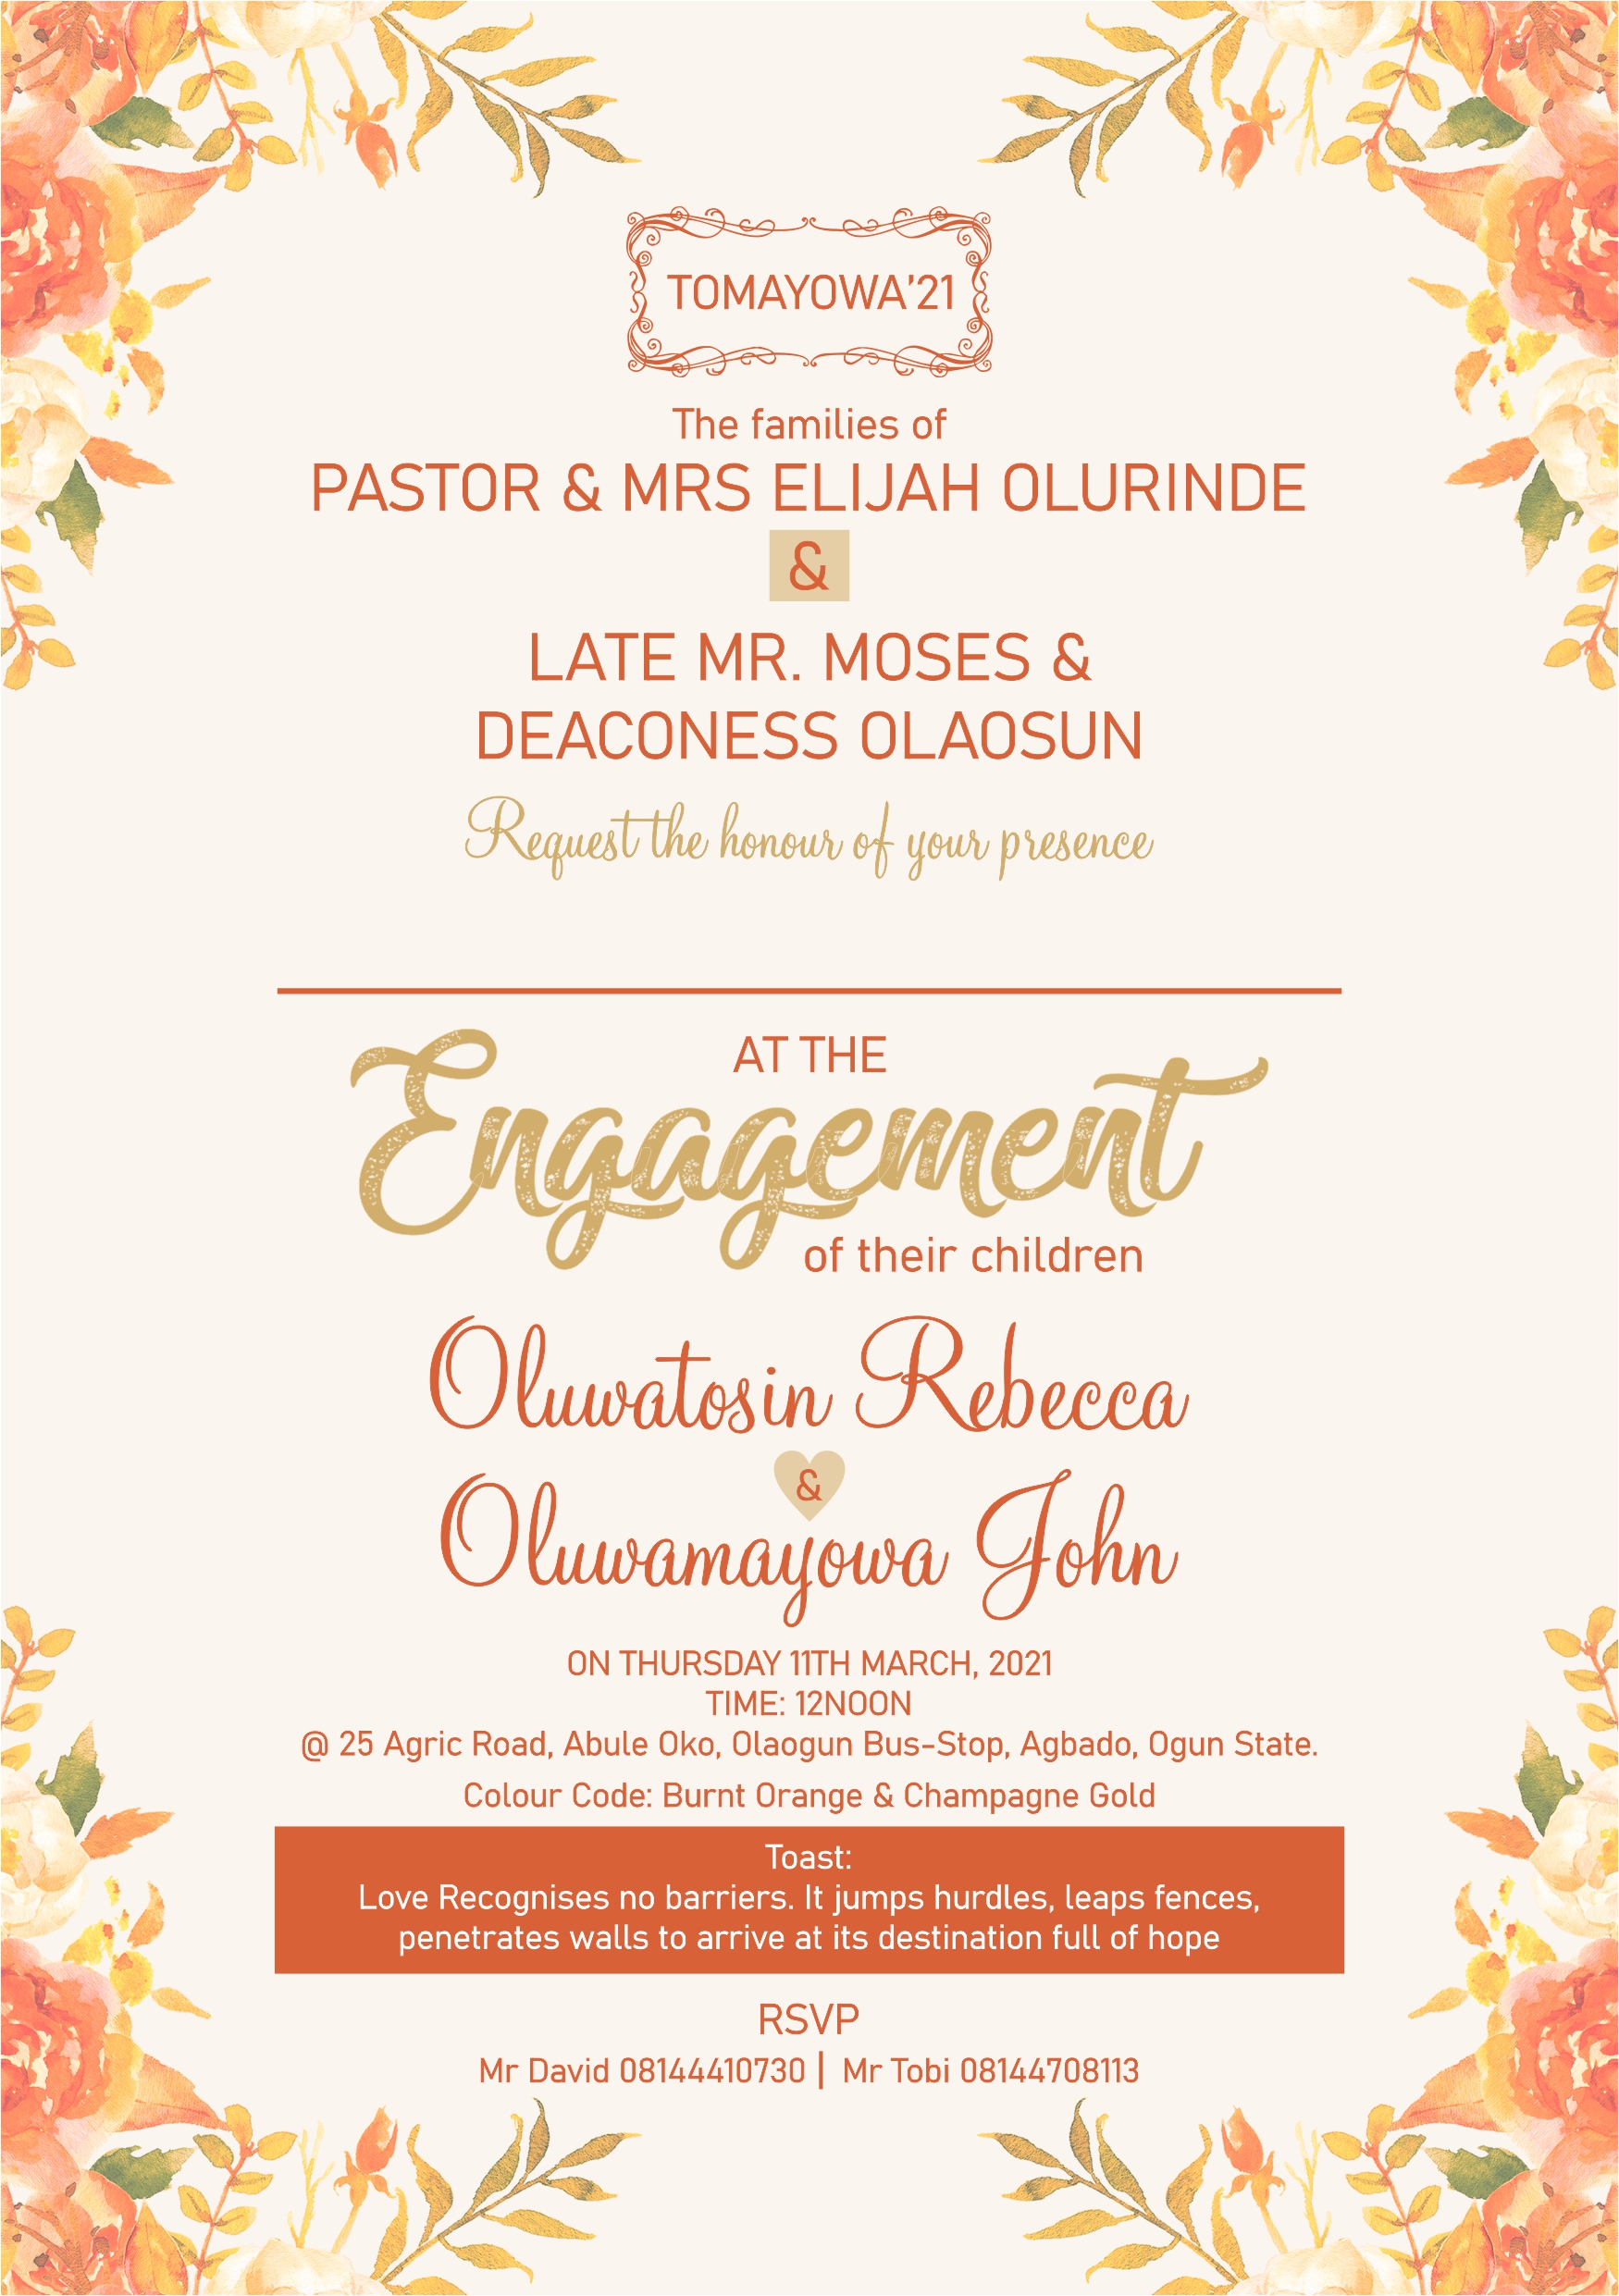 TOMAYOWA'21
The families of
PASTOR & MRS ELIJAH OLURINDE
&
LATE MR. MOSES &
DEACONESS OLAOSUN
Request the honour of your presence
AT THE
Engagement
of their children
Oluwatosin Rebecca
&
Oluwamayowa John
ON THURSDAY 11TH MARCH, 2021
TIME: 12NOON
@ 25 Agric Road, Abule Oko, Olaogun Bus-Stop, Agbado, Ogun State.
Colour Code: Burnt Orange & Champagne Gold
Toast:
Love Recognises no barriers. It jumps hurdles, leaps fences,
penetrates walls to arrive at its destination full of hope
RSVP
Mr David 08144410730 | Mr Tobi 08144708113